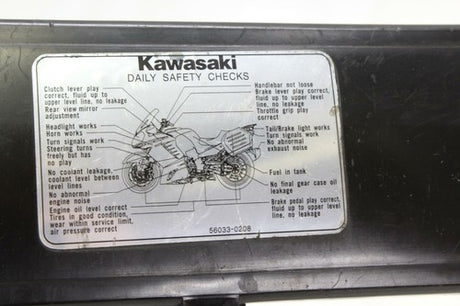 Kawasaki
DAILY SAFETY CHECKS
Clutch lever play
correct, fluid up to
upper level line, no leakage
Rear view mirror
adjustment
Headlight works
Horn works
Turn signals work
Steering turns
freely but has
no play
No coolant leakage,
coolant level between
level lines
No abnormal
engine noise
Engine oil level correct
Tires in good condition,
wear within service limit,
air pressure correct
Handlebar not loose
Brake lever play correct,
fluid up to upper level
line, no leakage
Throttle grip play
correct
Tail/Brake light works
Turn signals work
No abnormal
exhaust noise
Fuel in tank
No final gear case oil
leakage
Brake pedal play correct,
fluid up to upper level
line, no leakage
56033-0208